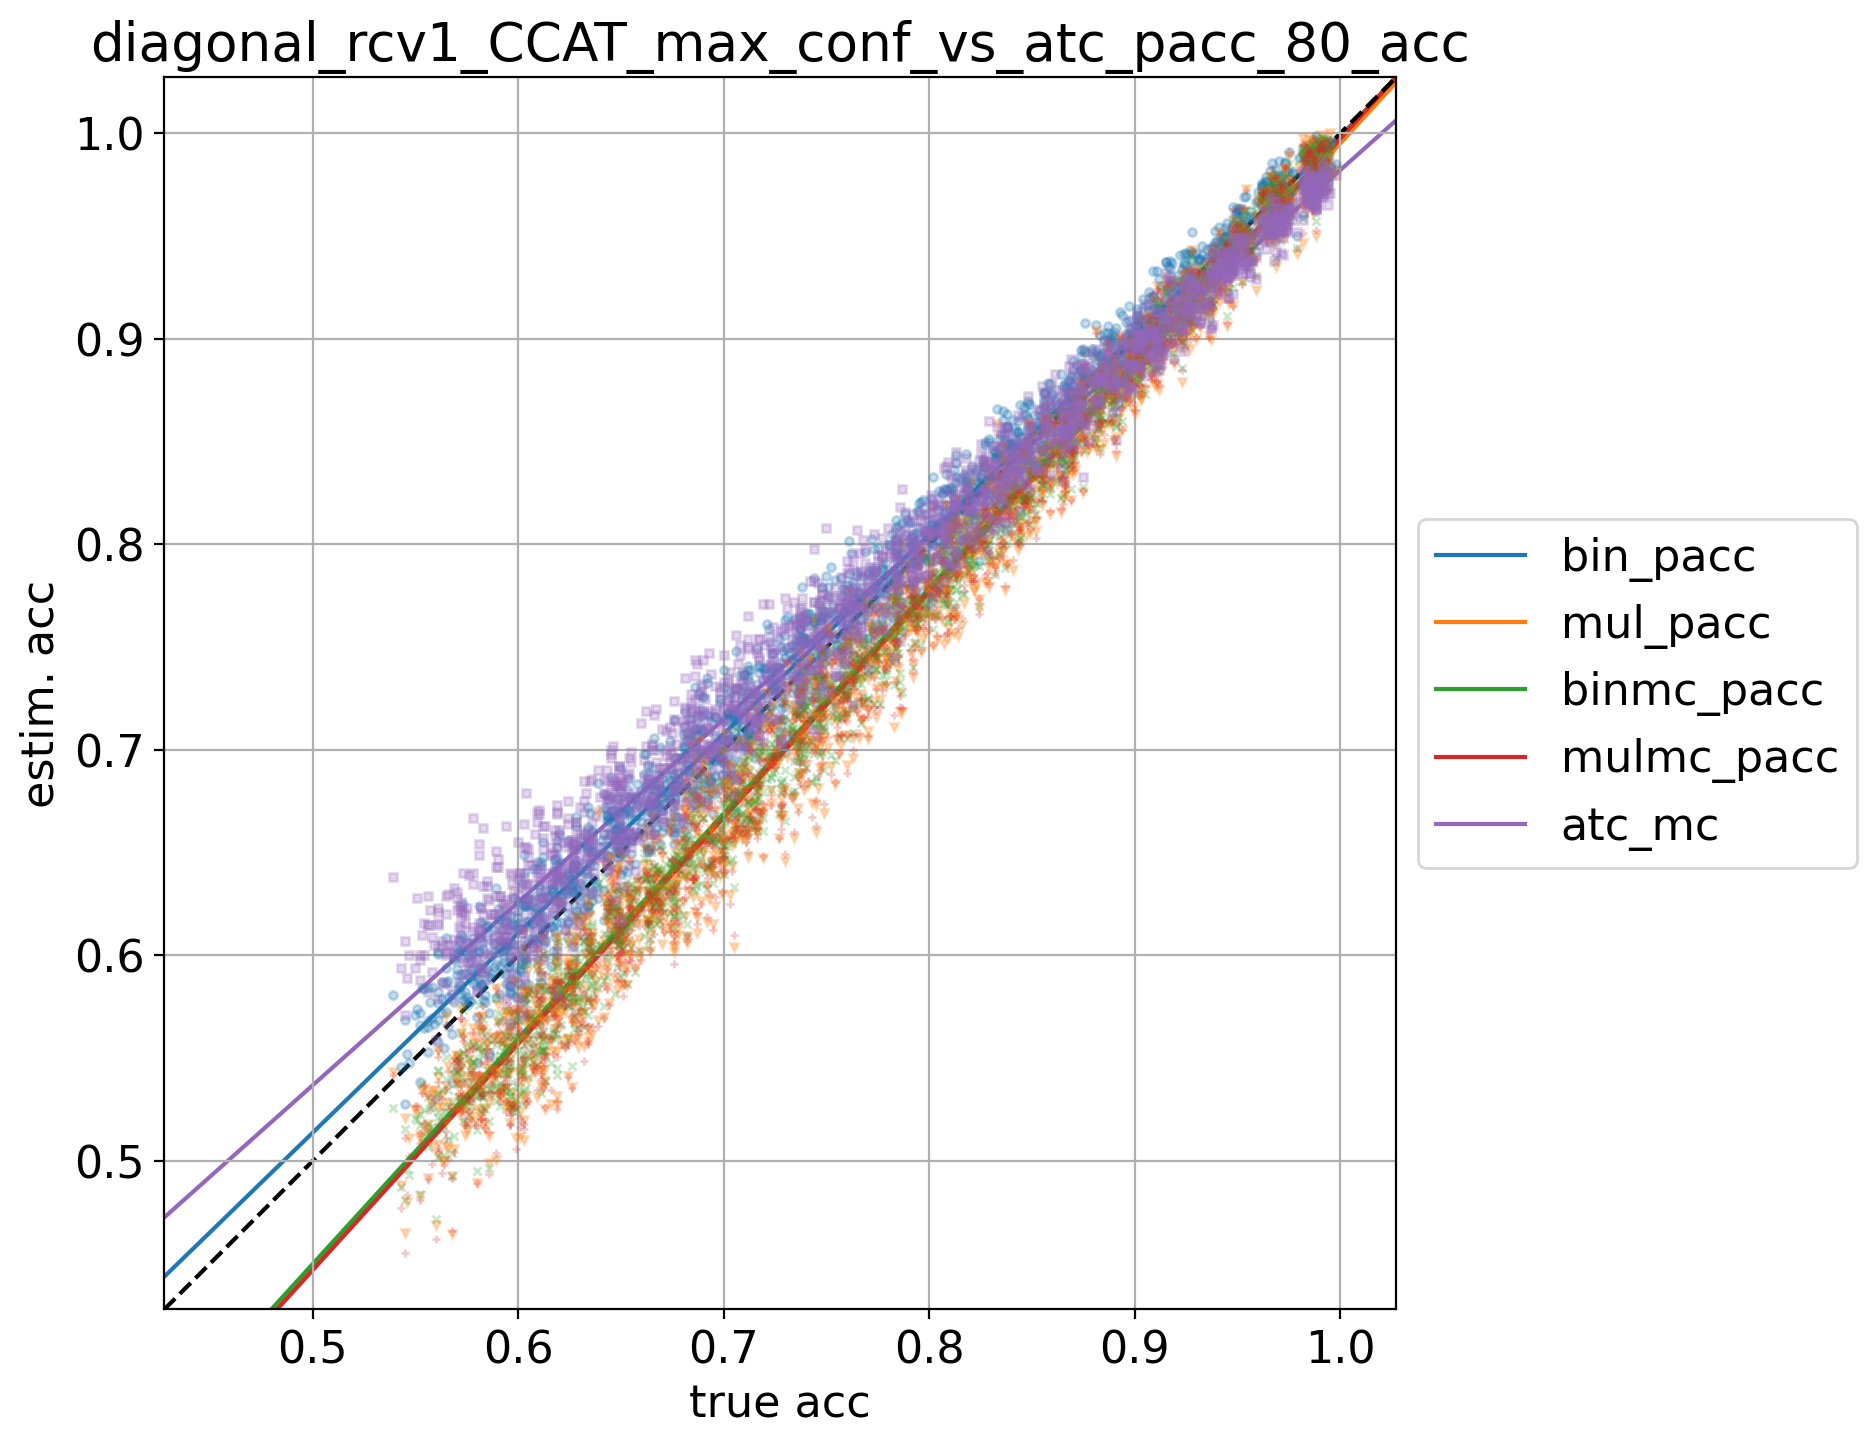 diagonal_rcv1_CCAT_max_conf_vs_atc_pacc_80_acc
1.0
0.9
0.8
0.7
0.6
0.5
estim. acc
0.5 0.6 0.7 0.8 0.9 1.0
true acc
bin_pacc
mul_pacc
binmc_pacc
mulmc_pacc
atc_mc